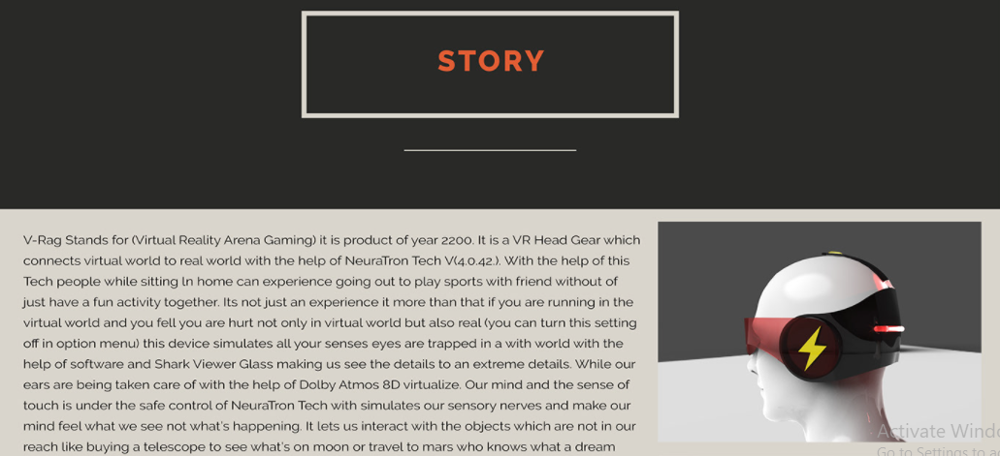 STORY
V-Rag Stands for (Virtual Reality Arena Gaming) it is product of year 2200. It is a VR Head Gear which
connects virtual world to real world with the help of NeuraTron Tech V(4.0.42.). With the help of this
Tech people while sitting In home can experience going out to play sports with friend without of
just have a fun activity together. Its not just an experience it more than that if you are running in the
virtual world and you fell you are hurt not only in virtual world but also real (you can turn this setting
off in option menu) this device simulates all your senses eyes are trapped in a with world with the
help of software and Shark Viewer Glass making us see the details to an extreme details. While our
ears are being taken care of with the help of Dolby Atmos 8D virtualize. Our mind and the sense of
touch is under the safe control of NeuraTron Tech with simulates our sensory nerves and make our
mind feel what we see not what's happening. It lets us interact with the objects which are not in our
reach like buying a telescope to see what's on moon or travel to mars who knows what a dream
Activate Windo
Go to Settings to a